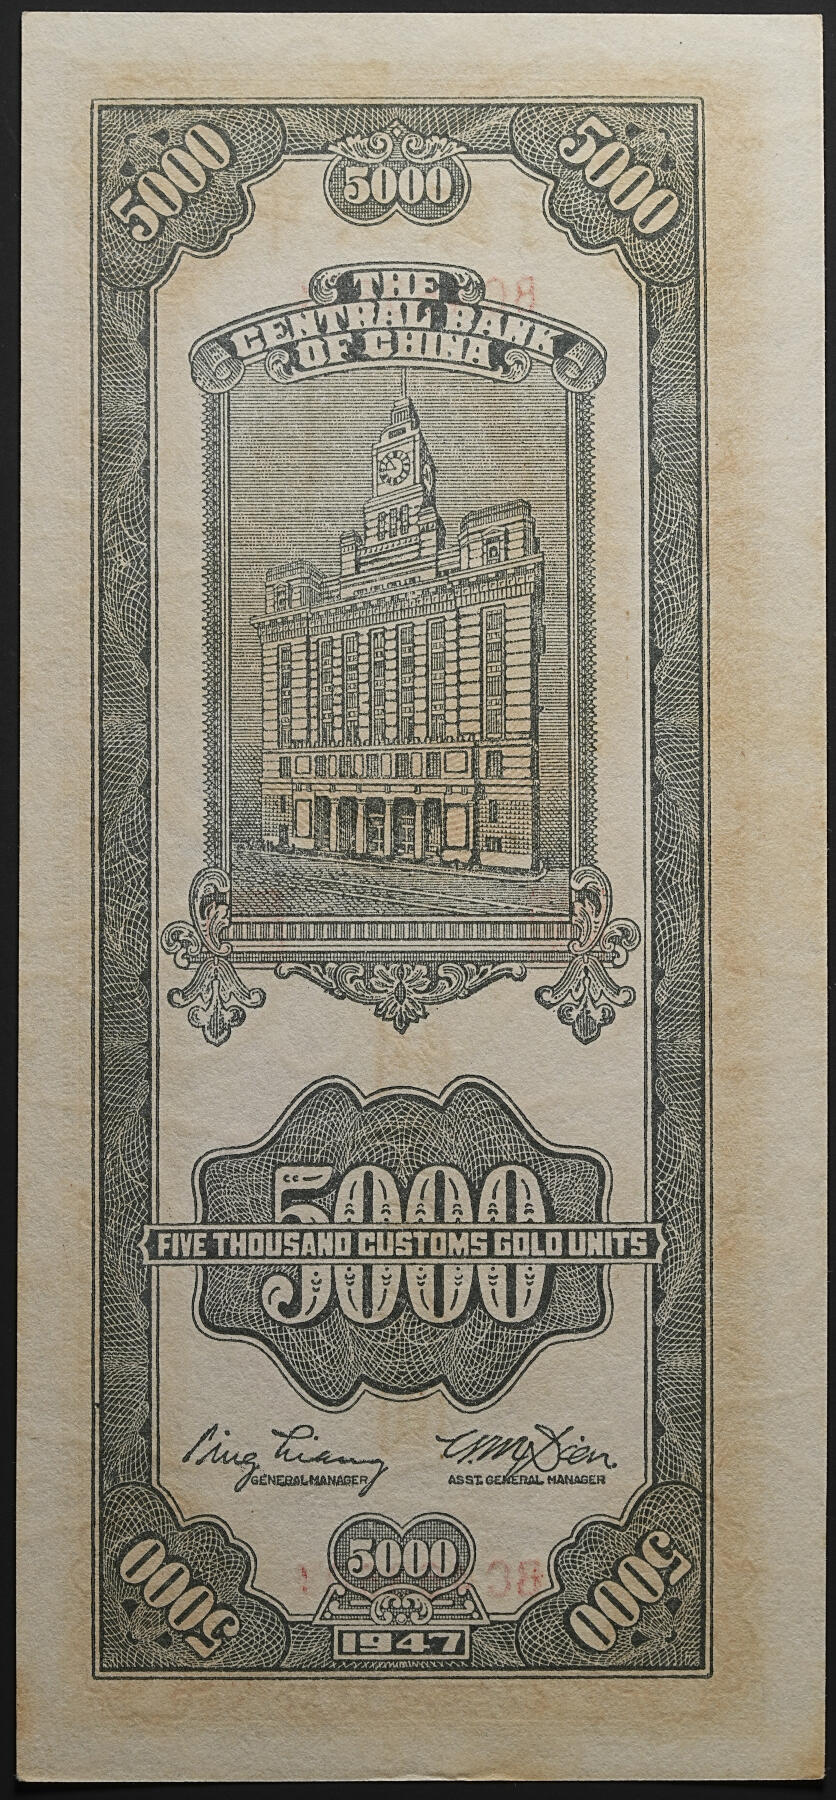 5000 5000 5000
THE
CENTRAL BANK
OF CHINA
5000
FIVE THOUSAND CUSTOMS GOLD UNITS
GENERAL MANAGER ASST. GENERAL MANAGER
5000 5000 5000
1947